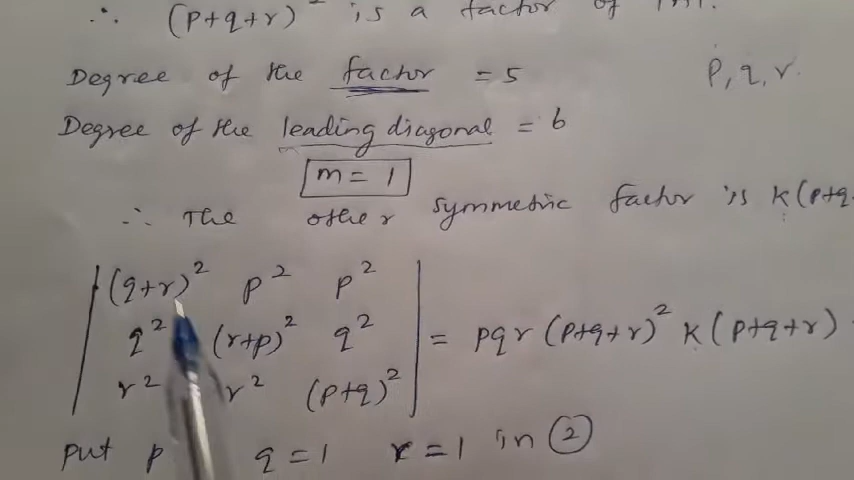 ∴ (p+q+r)² is a factor of
Degree of the factor = 5 p, q, r.
Degree of the leading diagonal = 6
m = 1
∴ The other symmetric factor is k(p+q
| (q+r)² p² p² |
| q² (r+p)² q² | = pqr (p+q+r)² k (p+q+r)
| r² r² (p+q)² |
put p q = 1 r = 1 in ②